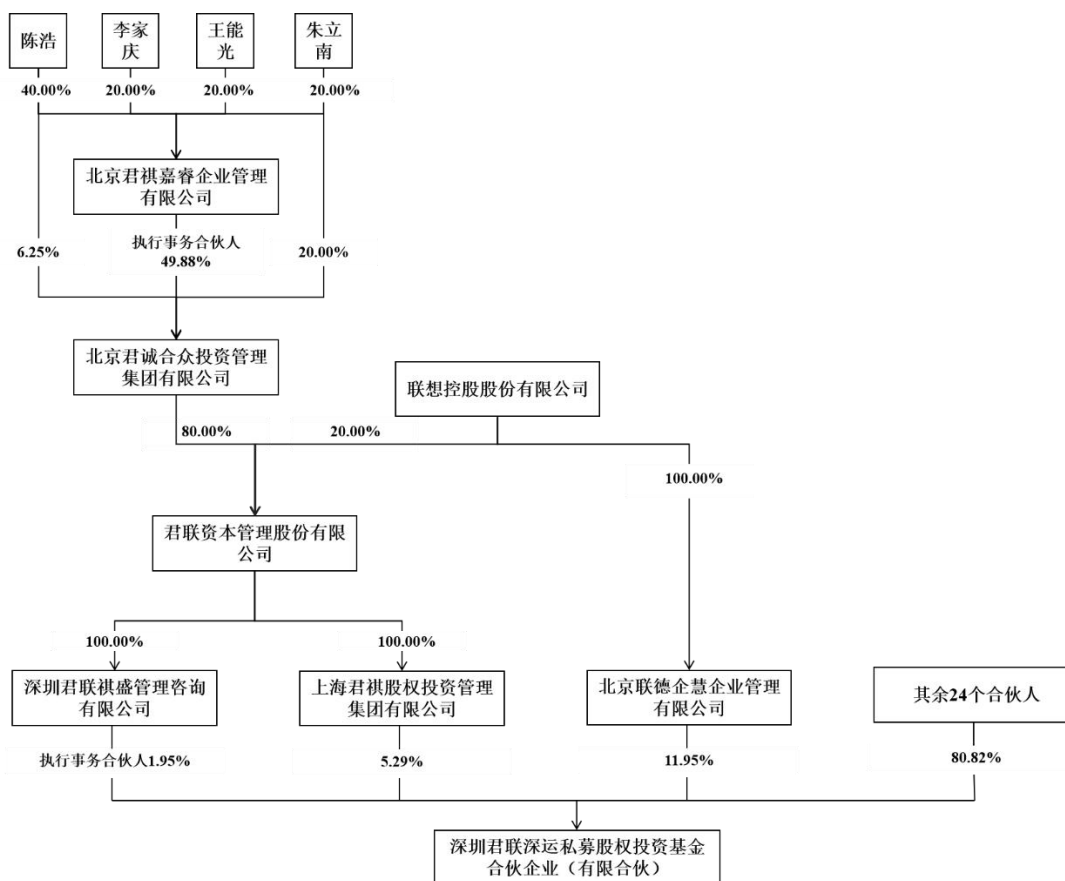 陈浩
李家
庆
王能
光
朱立
南
40.00%
20.00%
20.00%
20.00%
北京君祺嘉睿企业管理
有限公司
6.25%
执行事务合伙人
49.88%
20.00%
北京君诚合众投资管理
集团有限公司
联想控股股份有限公司
80.00%
20.00%
100.00%
君联资本管理股份有限
公司
100.00%
100.00%
深圳君联祺盛管理咨询
有限公司
上海君祺股权投资管理
集团有限公司
北京联德企慧企业管理
有限公司
其余24个合伙人
执行事务合伙人1.95%
5.29%
11.95%
80.82%
深圳君联深运私募股权投资基金
合伙企业（有限合伙）